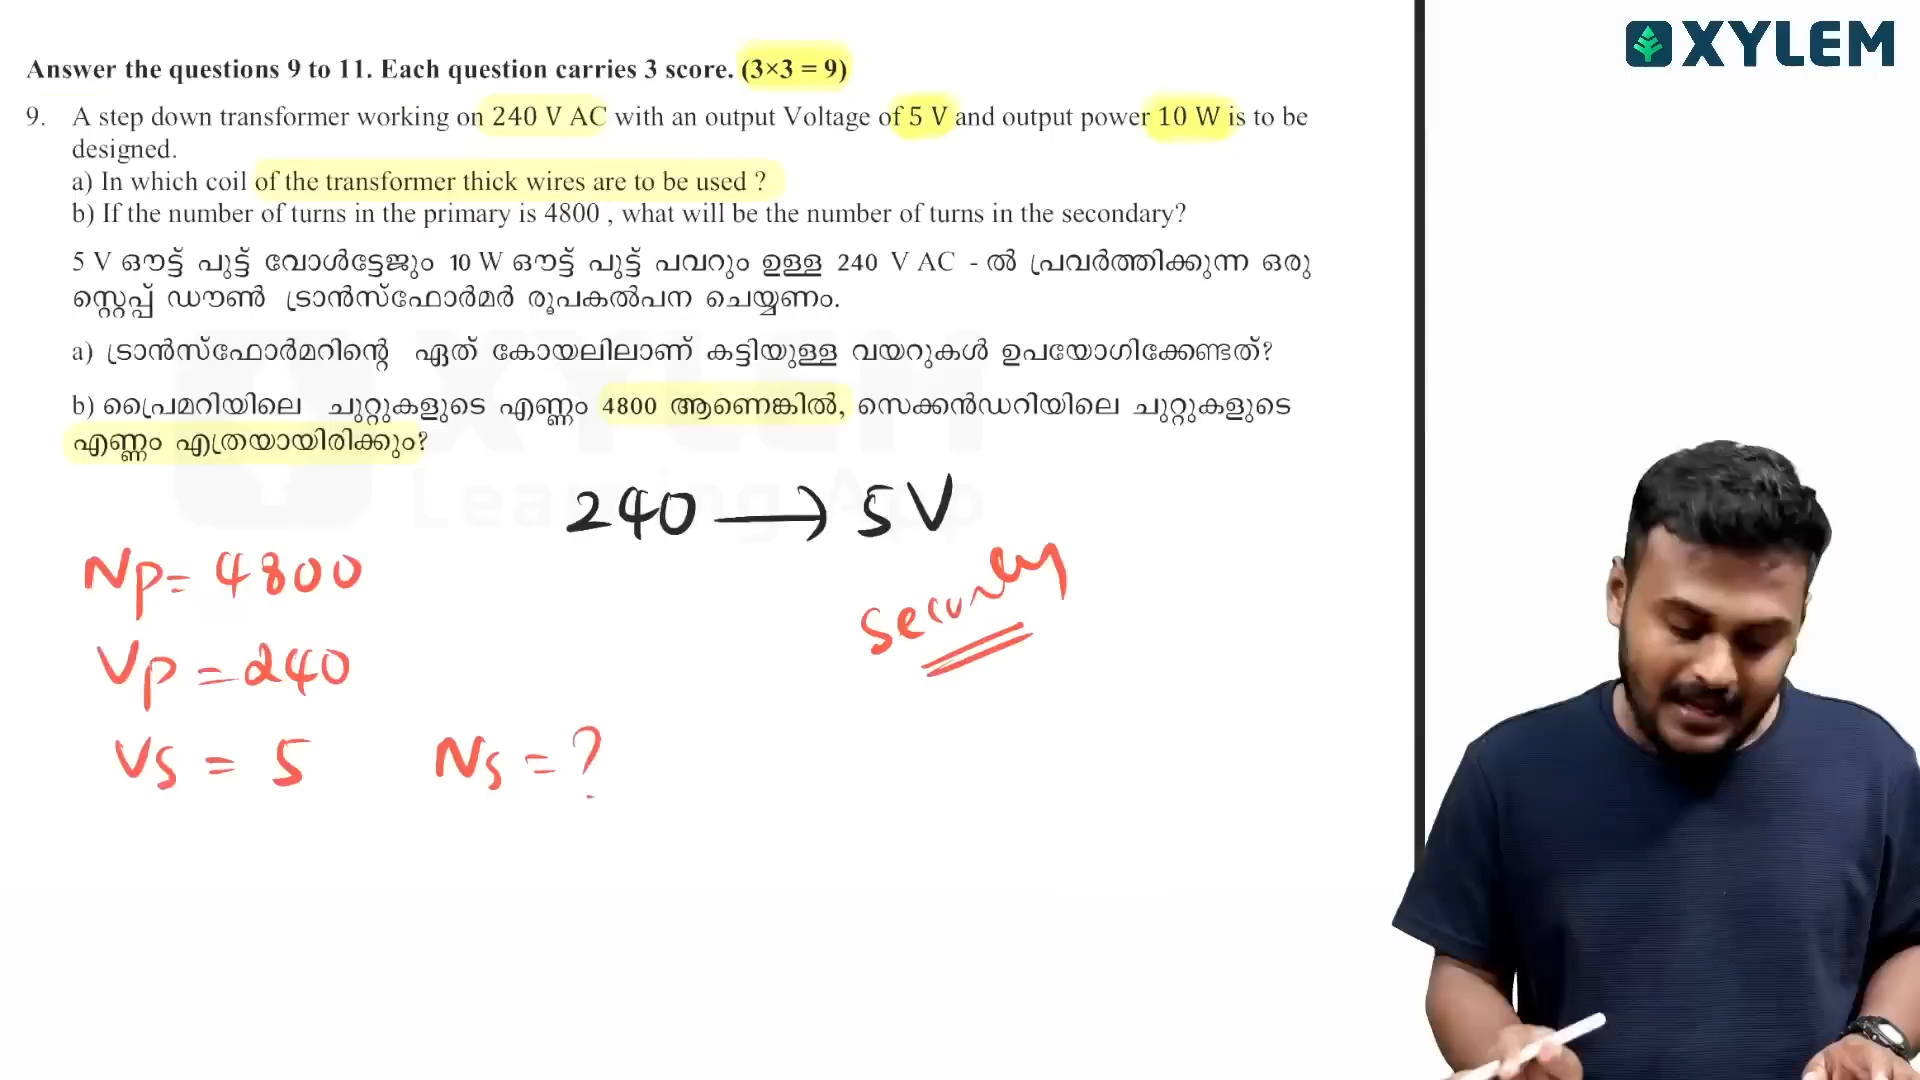 XYLEM
Answer the questions 9 to 11. Each question carries 3 score. (3×3 = 9)
9. A step down transformer working on 240 V AC with an output Voltage of 5 V and output power 10 W is to be
designed.
a) In which coil of the transformer thick wires are to be used ?
b) If the number of turns in the primary is 4800 , what will be the number of turns in the secondary?
5 V ഔട്ട് പുട്ട് വോൾട്ടേജും 10 W ഔട്ട് പുട്ട് പവറും ഉള്ള 240 V AC - ൽ പ്രവർത്തിക്കുന്ന ഒരു
സ്റ്റെപ്പ് ഡൗൺ ട്രാൻസ്ഫോർമർ രൂപകൽപന ചെയ്യണം.
a) ട്രാൻസ്ഫോർമറിന്റെ ഏത് കോയലിലാണ് കട്ടിയുള്ള വയറുകൾ ഉപയോഗിക്കേണ്ടത്?
b) പ്രൈമറിയിലെ ചുറ്റുകളുടെ എണ്ണം 4800 ആണെങ്കിൽ, സെക്കൻഡറിയിലെ ചുറ്റുകളുടെ
എണ്ണം എത്രയായിരിക്കും?
XYLEM
Learning App
240 → 5 V
Np = 4800
Vp = 240
Vs = 5 Ns = ?